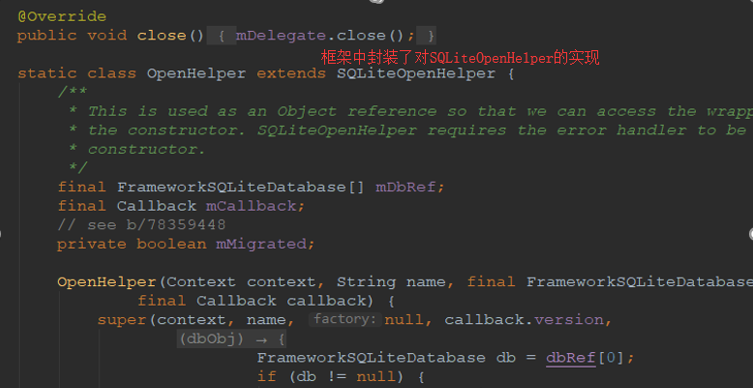 @Override
public void close() { mDelegate.close(); }
框架中封装了对SQLiteOpenHelper的实现
static class OpenHelper extends SQLiteOpenHelper {
/**
* This is used as an Object reference so that we can access the wrapp
* the constructor. SQLiteOpenHelper requires the error handler to be
* constructor.
*/
final FrameworkSQLiteDatabase[] mDbRef;
final Callback mCallback;
// see b/78359448
private boolean mMigrated;
OpenHelper(Context context, String name, final FrameworkSQLiteDatabase
final Callback callback) {
super(context, name, factory: null, callback.version,
(dbObj) → {
FrameworkSQLiteDatabase db = dbRef[0];
if (db != null) {